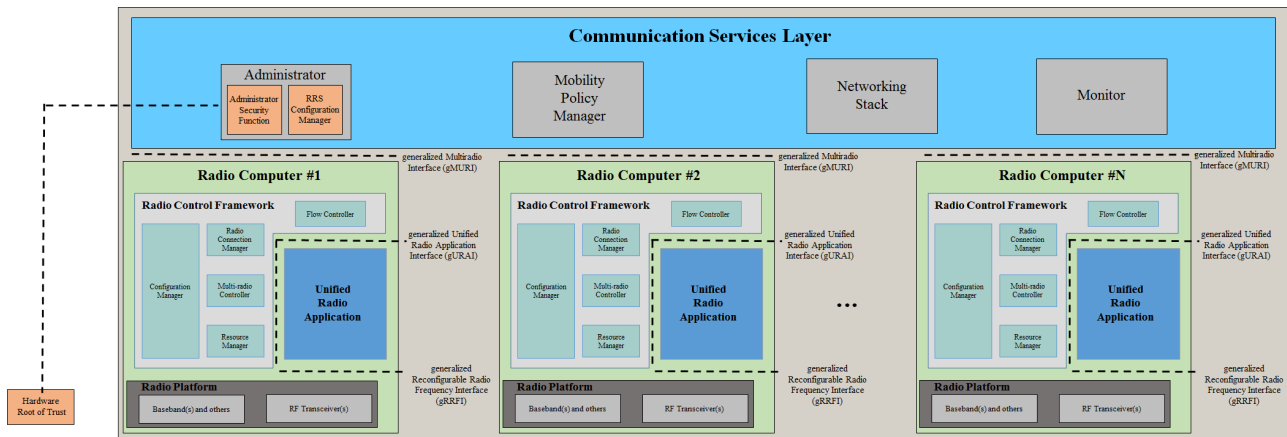 Communication Services Layer
Administrator
Administrator
Security
Function
RRS
Configuration
Manager
Mobility
Policy
Manager
Networking
Stack
Monitor
generalized Multiradio
Interface (gMURI)
generalized Multiradio
Interface (gMURI)
generalized Multiradio
Interface (gMURI)
Radio Computer #1
Radio Control Framework
Flow Controller
Radio
Connection
Manager
Configuration
Manager
Multi-radio
Controller
Resource
Manager
Unified
Radio
Application
generalized Unified
Radio Application
Interface (gURAI)
generalized
Reconfigurable Radio
Frequency Interface
(gRRFI)
Radio Platform
Baseband(s) and others
RF Transceiver(s)
Radio Computer #2
Radio Control Framework
Flow Controller
Radio
Connection
Manager
Configuration
Manager
Multi-radio
Controller
Resource
Manager
Unified
Radio
Application
generalized Unified
Radio Application
Interface (gURAI)
generalized
Reconfigurable Radio
Frequency Interface
(gRRFI)
Radio Platform
Baseband(s) and others
RF Transceiver(s)
...
Radio Computer #N
Radio Control Framework
Flow Controller
Radio
Connection
Manager
Configuration
Manager
Multi-radio
Controller
Resource
Manager
Unified
Radio
Application
generalized Unified
Radio Application
Interface (gURAI)
generalized
Reconfigurable Radio
Frequency Interface
(gRRFI)
Radio Platform
Baseband(s) and others
RF Transceiver(s)
Hardware
Root of Trust